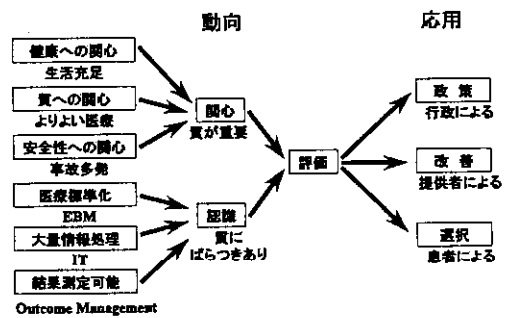 動向
応用
健康への関心
生活充足
質への関心
よりよい医療
安全性への関心
事故多発
医療標準化
EBM
大量情報処理
IT
結果測定可能
Outcome Management
関心
質が重要
認識
質に
ばらつきあり
評価
政策
行政による
改善
提供者による
選択
患者による